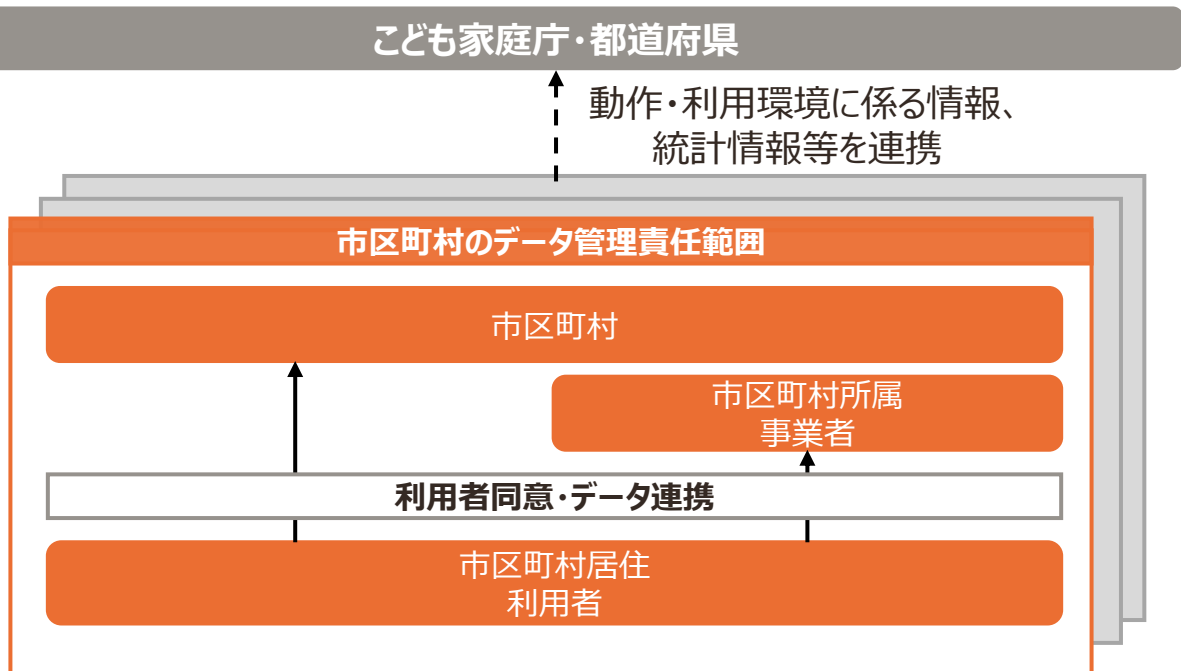 こども家庭庁・都道府県
動作・利用環境に係る情報、
統計情報等を連携
市区町村のデータ管理責任範囲
市区町村
市区町村所属
事業者
利用者同意・データ連携
市区町村居住
利用者